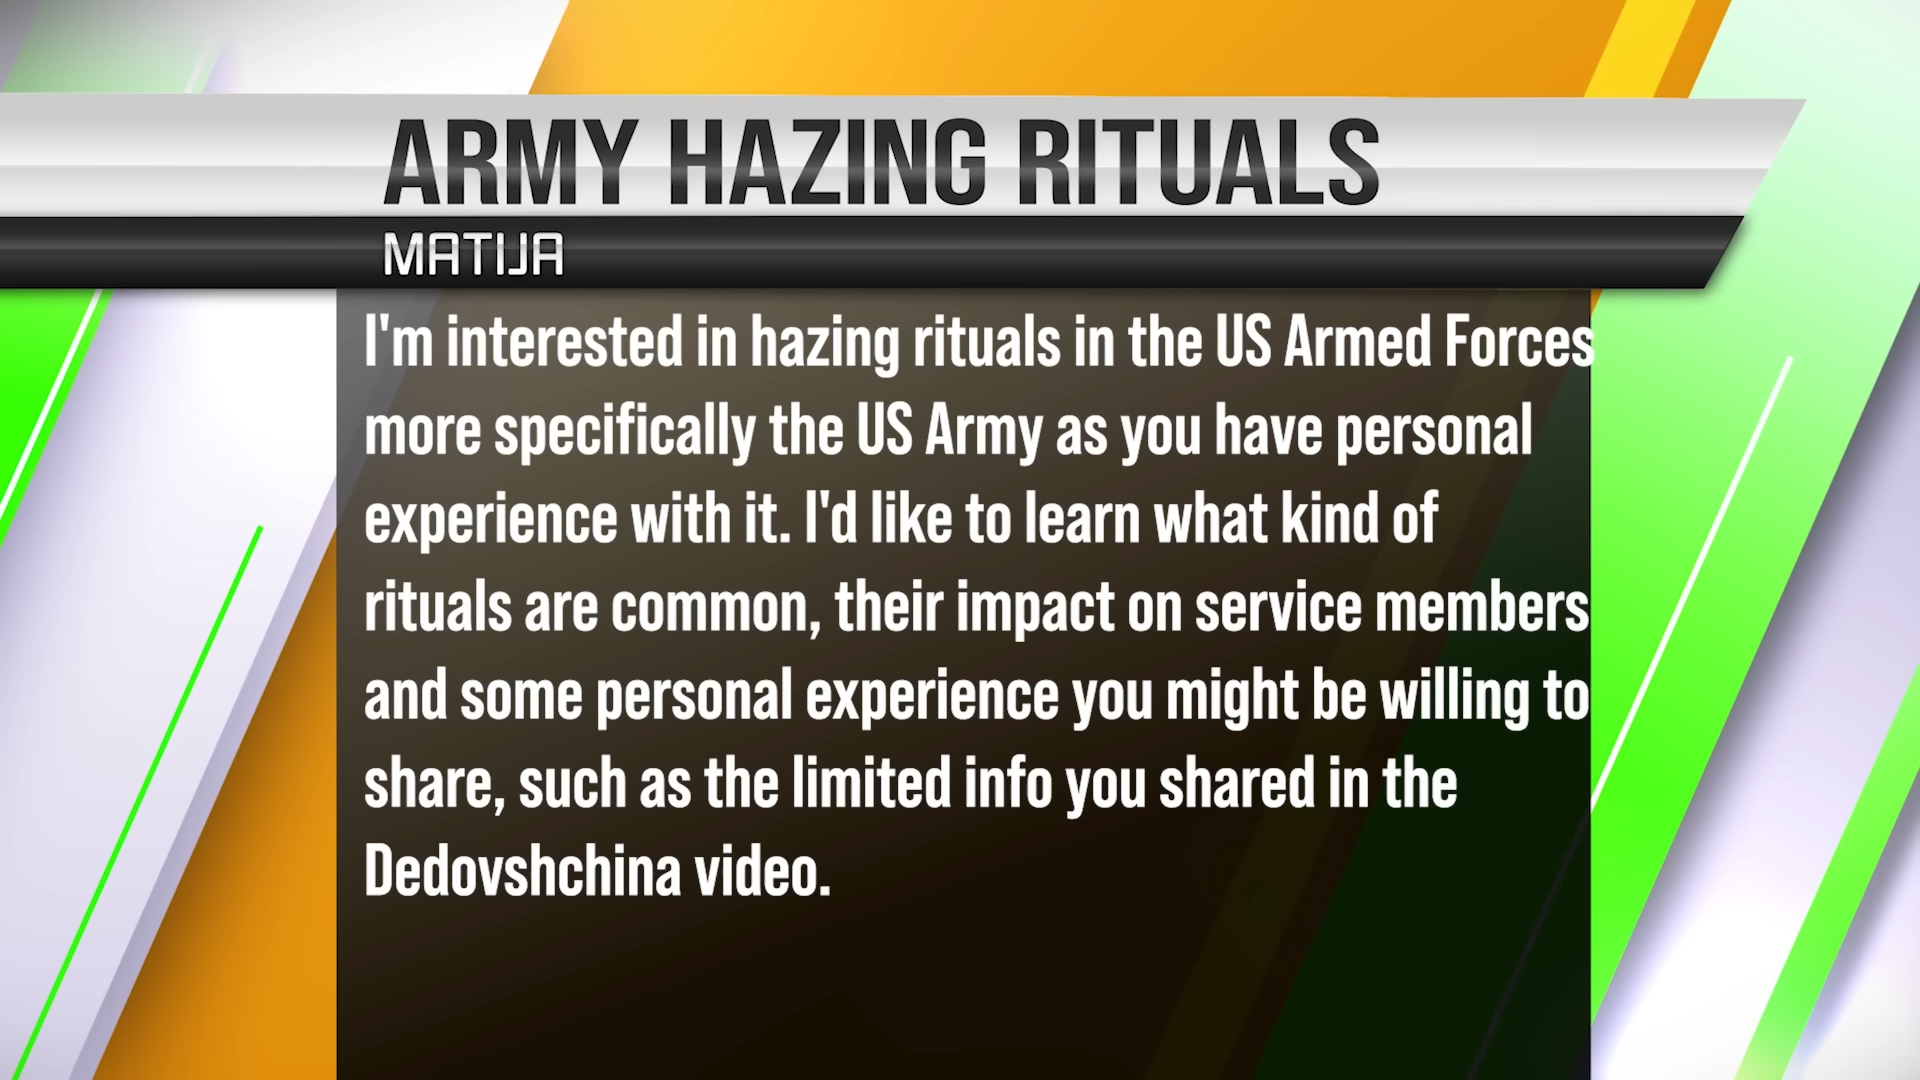 ARMY HAZING RITUALS
MATIJA
I'm interested in hazing rituals in the US Armed Forces
more specifically the US Army as you have personal
experience with it. I'd like to learn what kind of
rituals are common, their impact on service members
and some personal experience you might be willing to
share, such as the limited info you shared in the
Dedovshchina video.